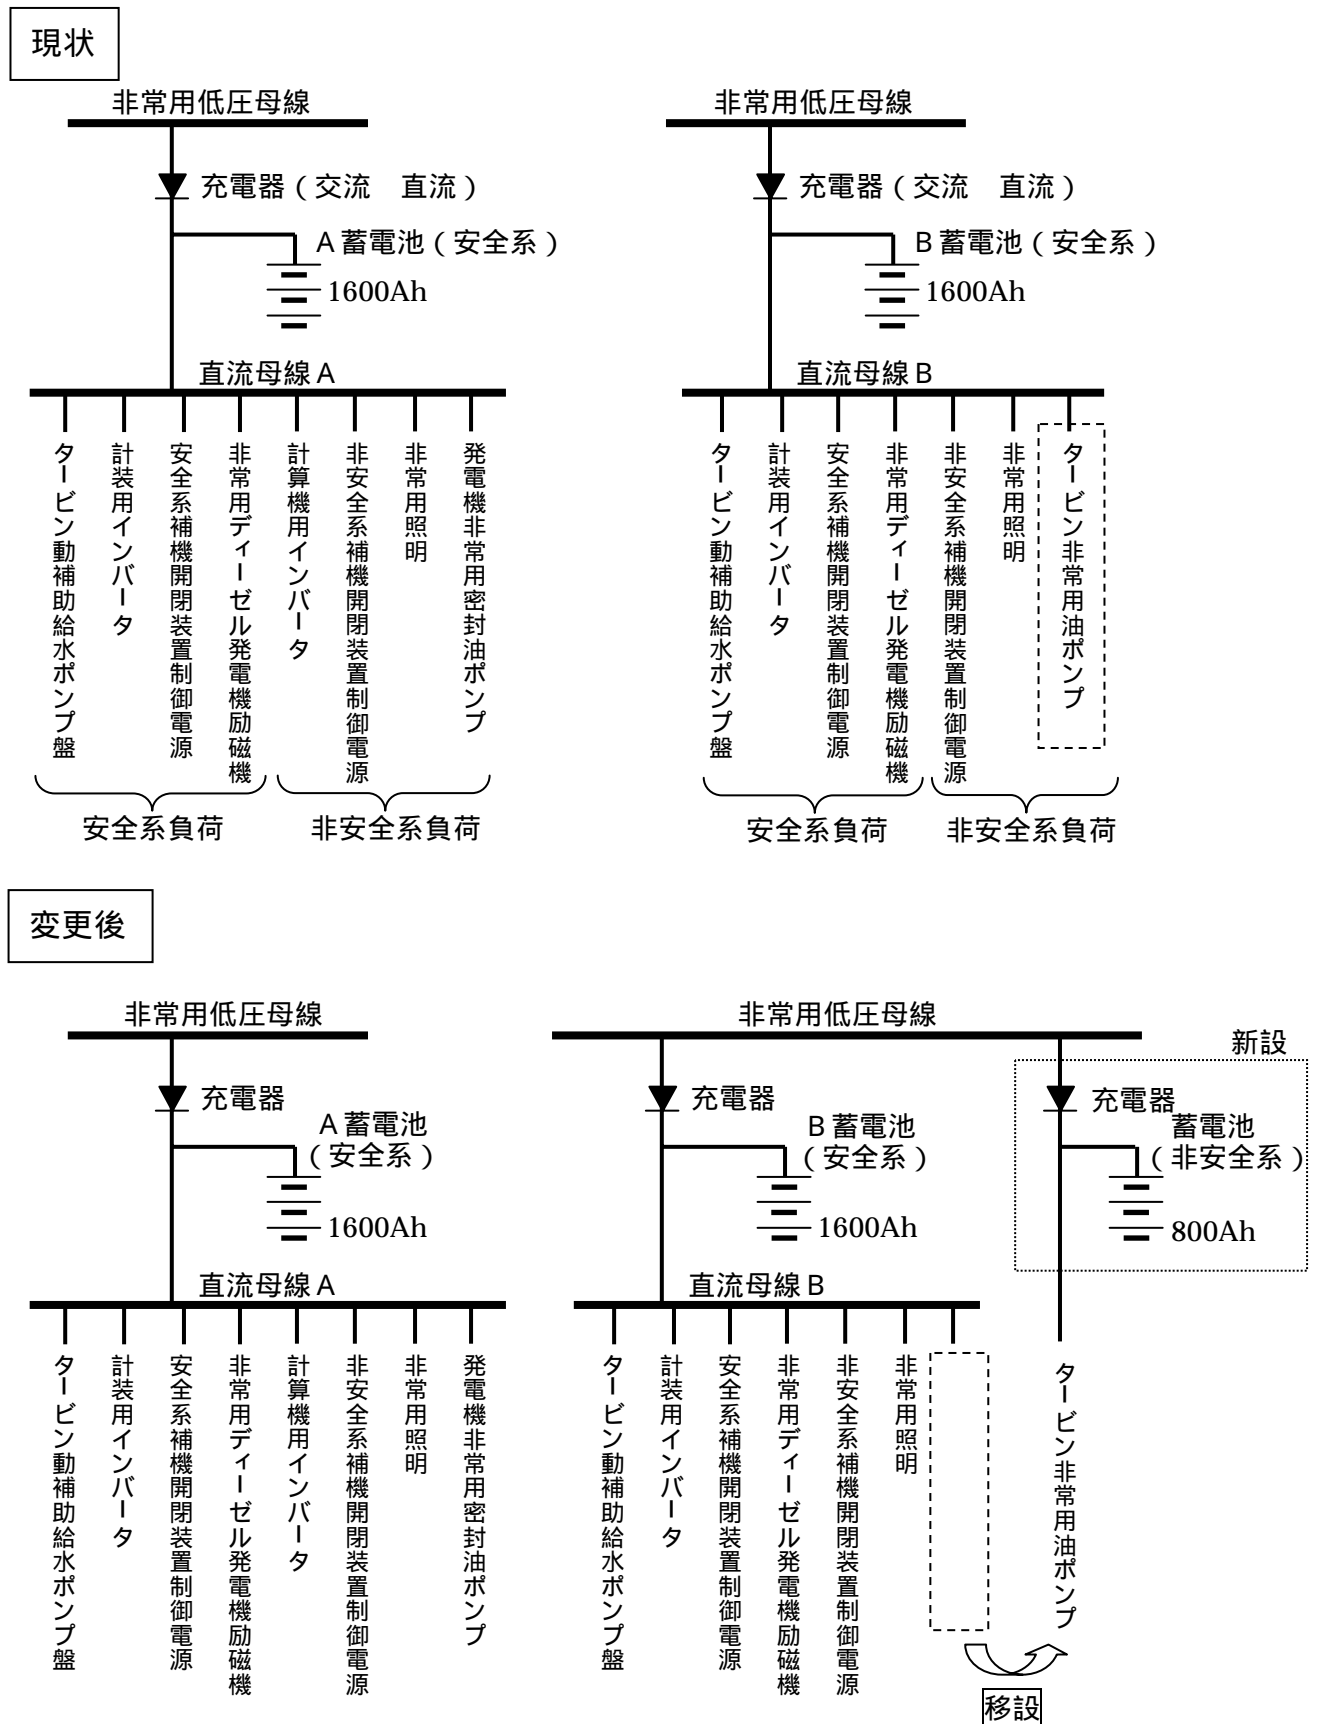 現状
非常用低圧母線
充電器（交流　直流）
A 蓄電池（安全系）
1600Ah
直流母線 A
タービン動補助給水ポンプ盤
計装用インバータ
安全系補機開閉装置制御電源
非常用ディーゼル発電機励磁機
計算機用インバータ
非安全系補機開閉装置制御電源
非常用照明
発電機非常用密封油ポンプ
安全系負荷
非安全系負荷
非常用低圧母線
充電器（交流　直流）
B 蓄電池（安全系）
1600Ah
直流母線 B
タービン動補助給水ポンプ盤
計装用インバータ
安全系補機開閉装置制御電源
非常用ディーゼル発電機励磁機
非安全系補機開閉装置制御電源
非常用照明
タービン非常用油ポンプ
安全系負荷
非安全系負荷
変更後
非常用低圧母線
充電器
A 蓄電池
（安全系）
1600Ah
直流母線 A
タービン動補助給水ポンプ盤
計装用インバータ
安全系補機開閉装置制御電源
非常用ディーゼル発電機励磁機
計算機用インバータ
非安全系補機開閉装置制御電源
非常用照明
発電機非常用密封油ポンプ
非常用低圧母線
充電器
B 蓄電池
（安全系）
1600Ah
直流母線 B
タービン動補助給水ポンプ盤
計装用インバータ
安全系補機開閉装置制御電源
非常用ディーゼル発電機励磁機
非安全系補機開閉装置制御電源
非常用照明
新設
充電器
蓄電池
（非安全系）
800Ah
タービン非常用油ポンプ
移設